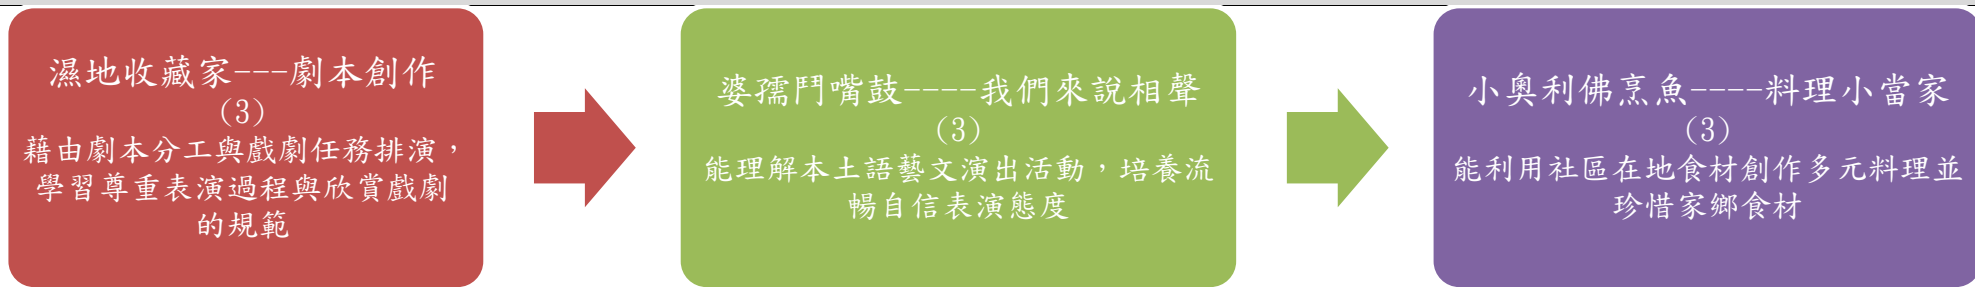 濕地收藏家---劇本創作
(3)
藉由劇本分工與戲劇任務排演，
學習尊重表演過程與欣賞戲劇
的規範
婆孺鬥嘴鼓----我們來說相聲
(3)
能理解本土語藝文演出活動，培養流
暢自信表演態度
小奧利佛烹魚----料理小當家
(3)
能利用社區在地食材創作多元料理並
珍惜家鄉食材